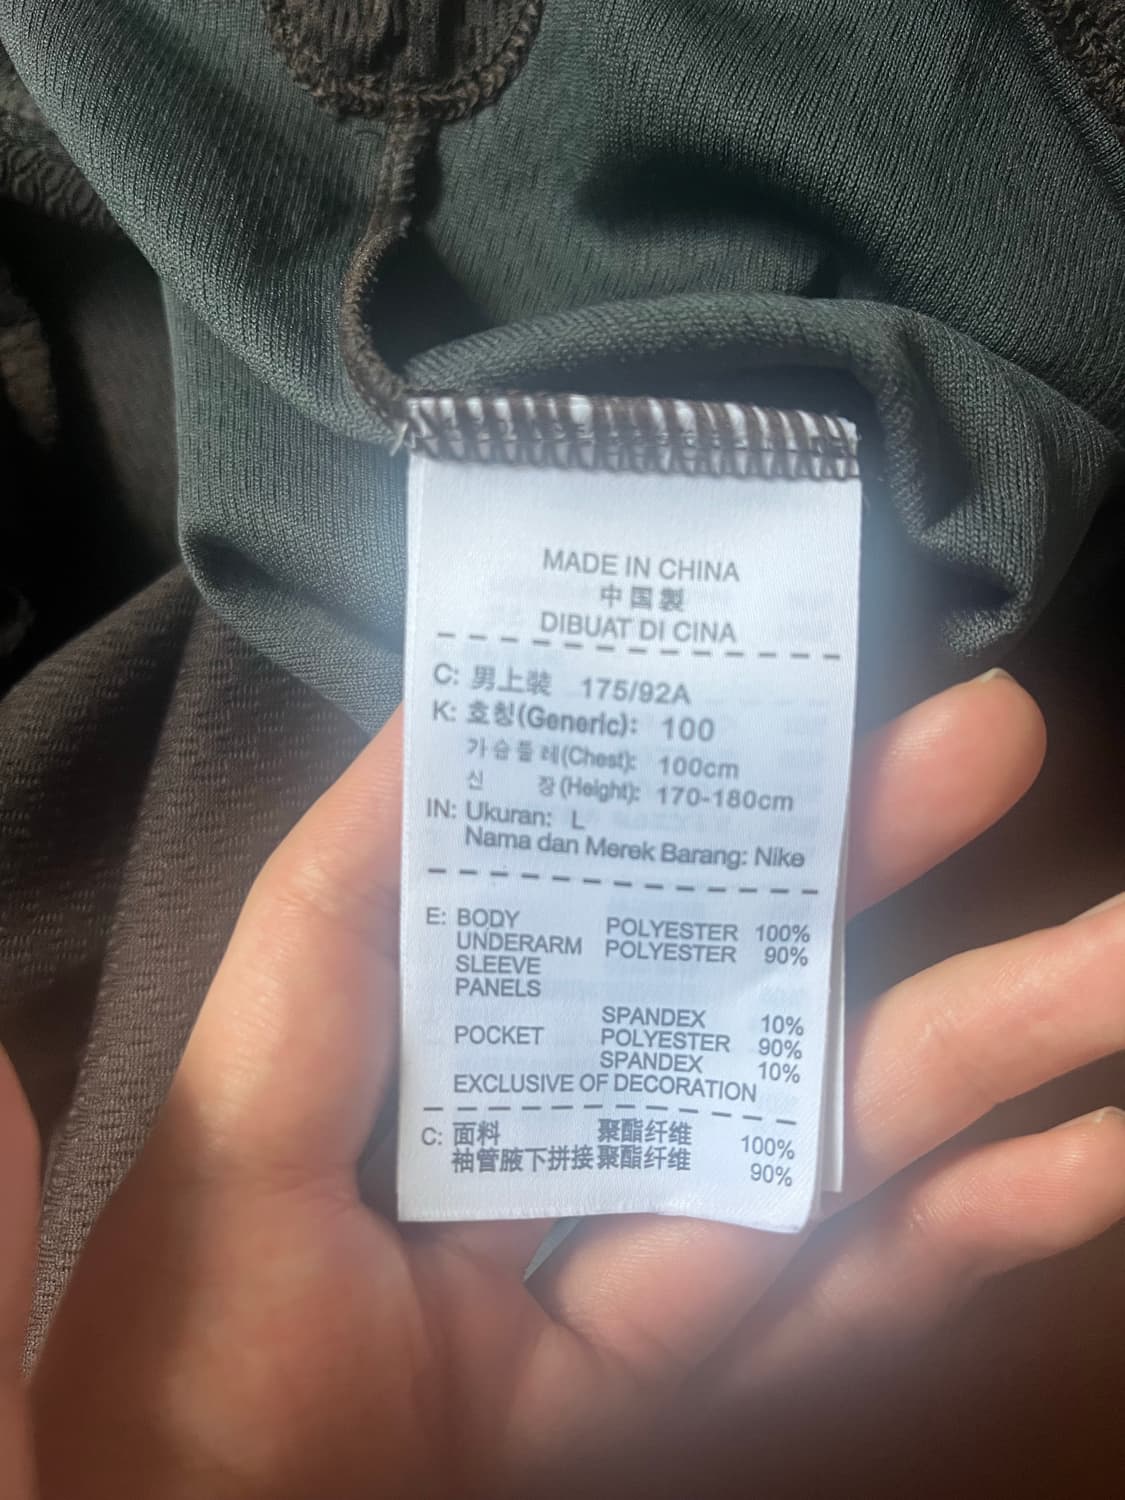 MADE IN CHINA
中国製
DIBUAT DI CINA
C: 男上装 175/92A
K: 호칭(Generic): 100
가슴둘레(Chest): 100cm
신 장(Height): 170-180cm
IN: Ukuran: L
Nama dan Merek Barang: Nike
E: BODY POLYESTER 100%
UNDERARM POLYESTER 90%
SLEEVE
PANELS
SPANDEX 10%
POCKET POLYESTER 90%
SPANDEX 10%
EXCLUSIVE OF DECORATION
C: 面料 聚酯纤维 100%
袖管腋下拼接 聚酯纤维 90%